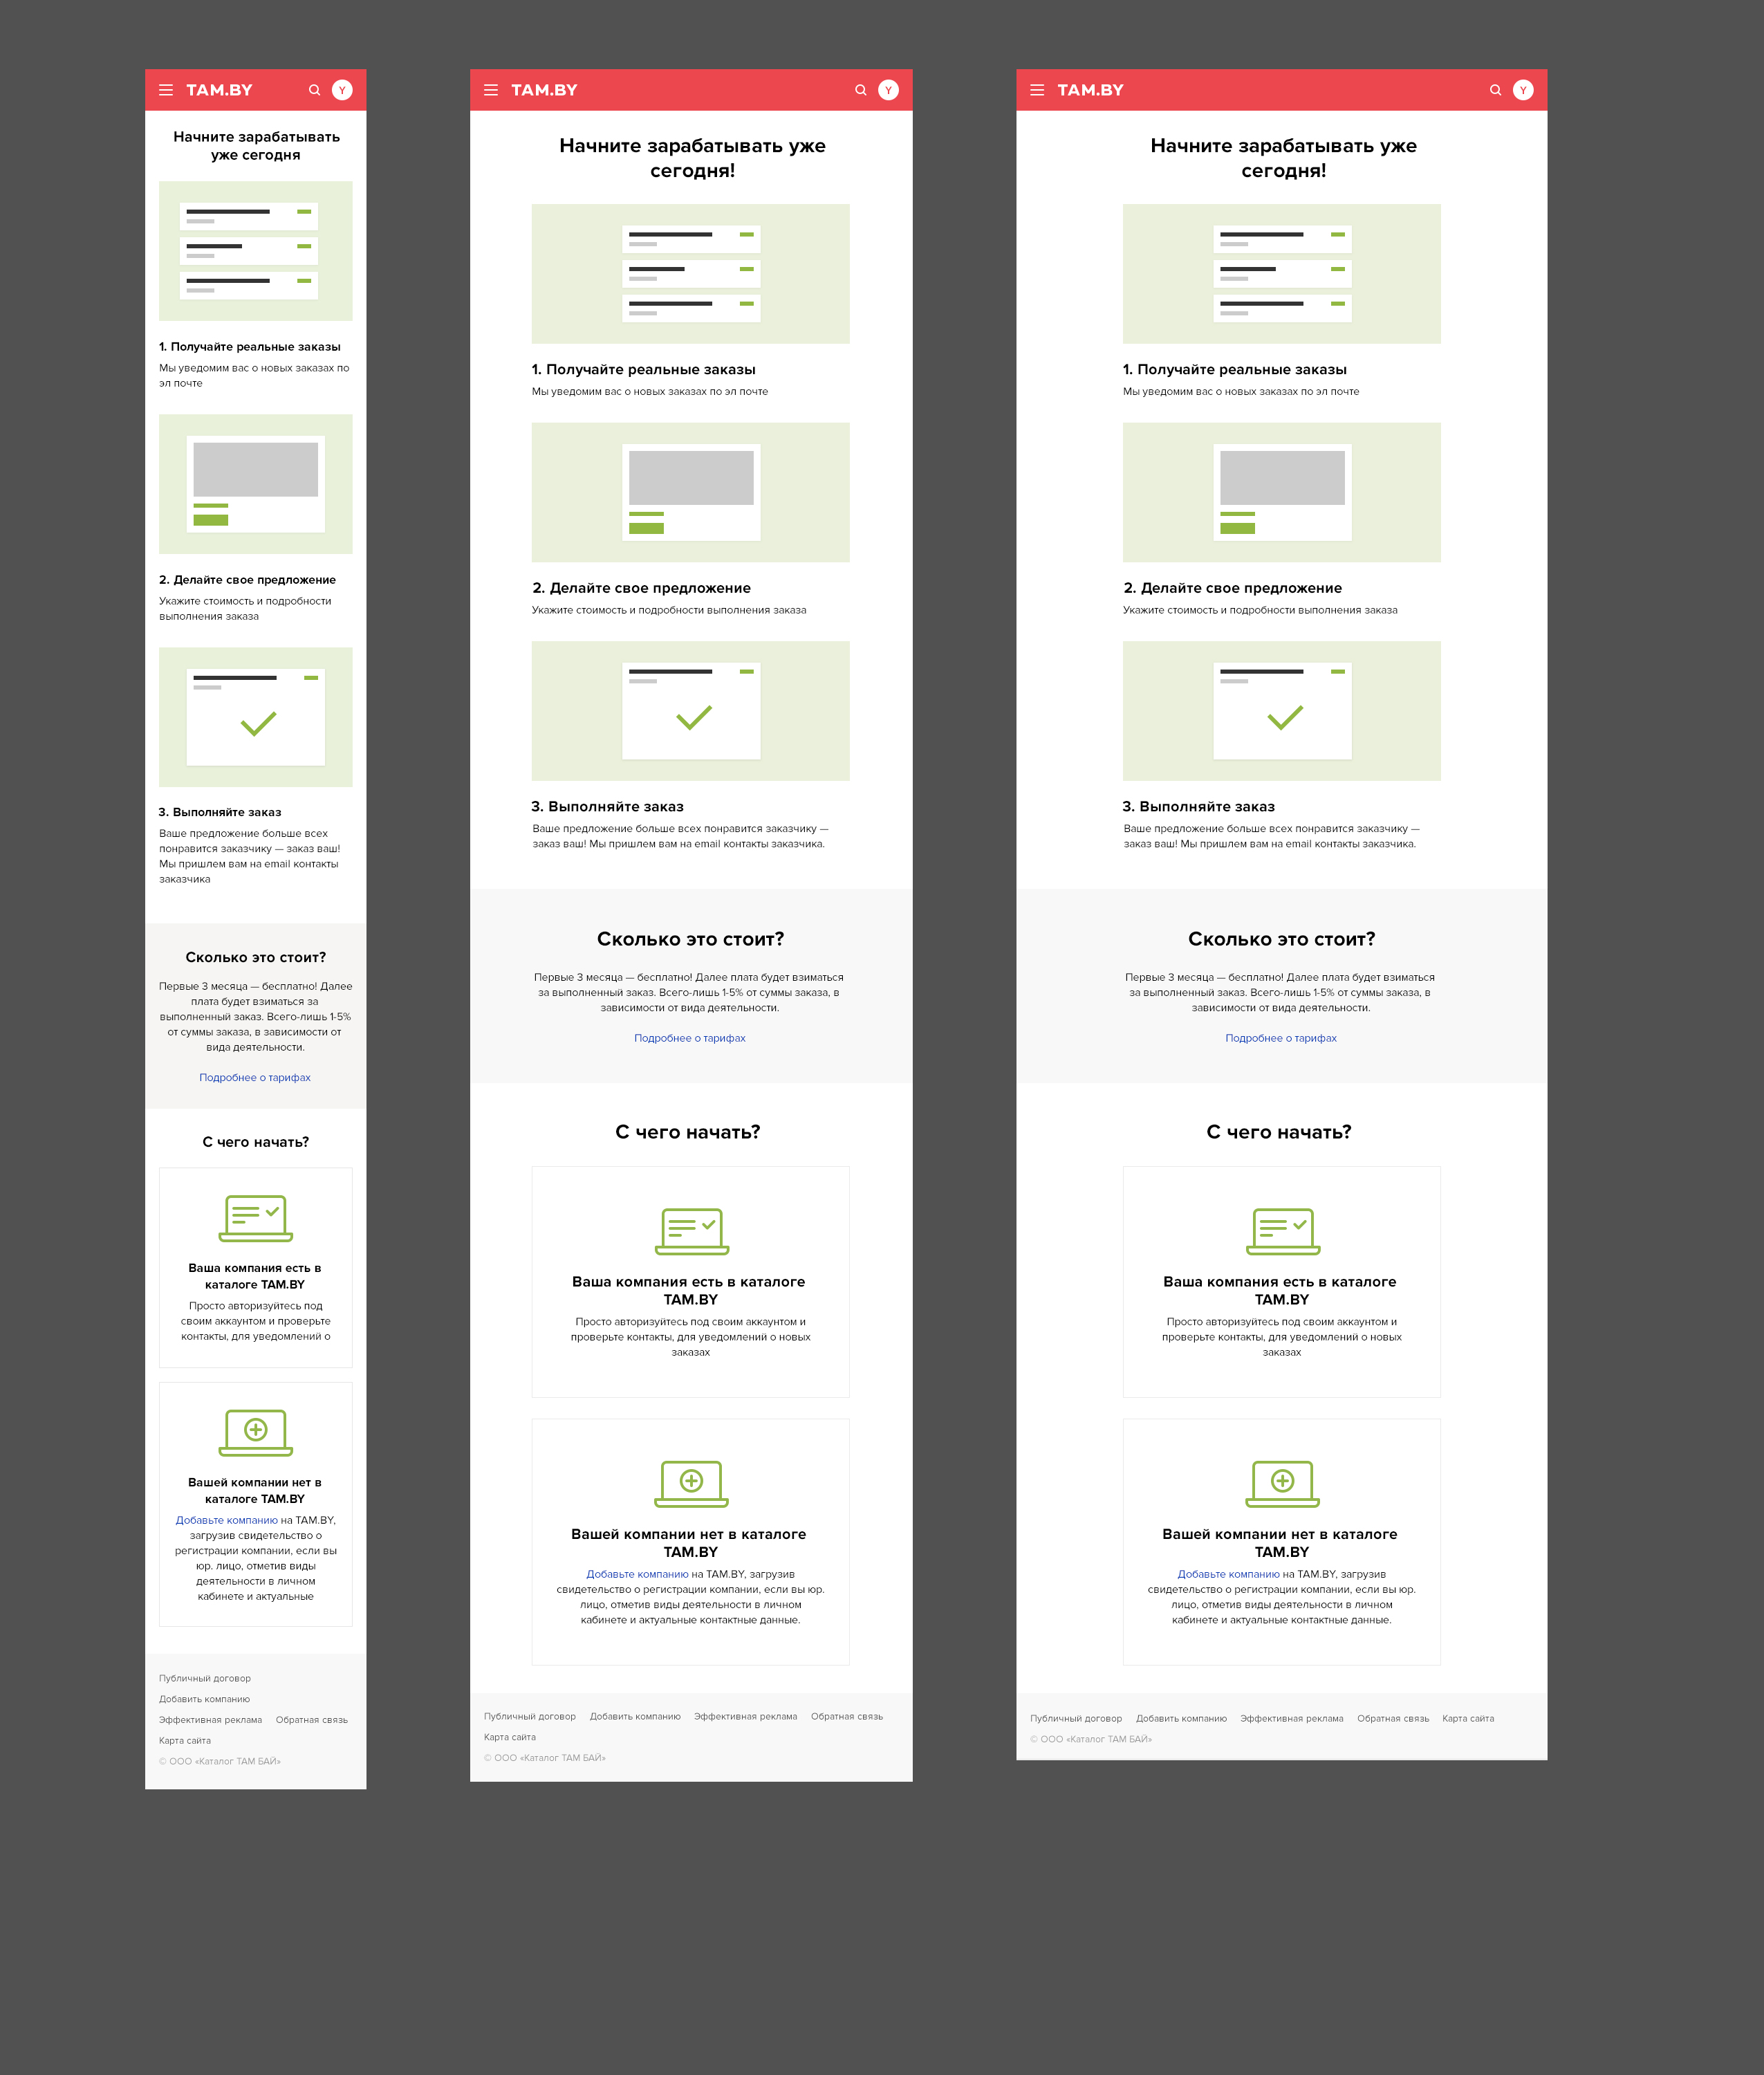 TAM.BY
Y
Начните зарабатывать
уже сегодня
1. Получайте реальные заказы
Мы уведомим вас о новых заказах по
эл почте
2. Делайте свое предложение
Укажите стоимость и подробности
выполнения заказа
3. Выполняйте заказ
Ваше предложение больше всех
понравится заказчику — заказ ваш!
Мы пришлем вам на email контакты
заказчика
Сколько это стоит?
Первые 3 месяца — бесплатно! Далее
плата будет взиматься за
выполненный заказ. Всего-лишь 1-5%
от суммы заказа, в зависимости от
вида деятельности.
Подробнее о тарифах
С чего начать?
Ваша компания есть в
каталоге TAM.BY
Просто авторизуйтесь под
своим аккаунтом и проверьте
контакты, для уведомлений о
Вашей компании нет в
каталоге TAM.BY
Добавьте компанию на TAM.BY,
загрузив свидетельство о
регистрации компании, если вы
юр. лицо, отметив виды
деятельности в личном
кабинете и актуальные
Публичный договор
Добавить компанию
Эффективная реклама Обратная связь
Карта сайта
© ООО «Каталог ТАМ БАЙ»
TAM.BY
Y
Начните зарабатывать уже
сегодня!
1. Получайте реальные заказы
Мы уведомим вас о новых заказах по эл почте
2. Делайте свое предложение
Укажите стоимость и подробности выполнения заказа
3. Выполняйте заказ
Ваше предложение больше всех понравится заказчику —
заказ ваш! Мы пришлем вам на email контакты заказчика.
Сколько это стоит?
Первые 3 месяца — бесплатно! Далее плата будет взиматься
за выполненный заказ. Всего-лишь 1-5% от суммы заказа, в
зависимости от вида деятельности.
Подробнее о тарифах
С чего начать?
Ваша компания есть в каталоге
TAM.BY
Просто авторизуйтесь под своим аккаунтом и
проверьте контакты, для уведомлений о новых
заказах
Вашей компании нет в каталоге
TAM.BY
Добавьте компанию на TAM.BY, загрузив
свидетельство о регистрации компании, если вы юр.
лицо, отметив виды деятельности в личном
кабинете и актуальные контактные данные.
Публичный договор Добавить компанию Эффективная реклама Обратная связь
Карта сайта
© ООО «Каталог ТАМ БАЙ»
TAM.BY
Y
Начните зарабатывать уже
сегодня!
1. Получайте реальные заказы
Мы уведомим вас о новых заказах по эл почте
2. Делайте свое предложение
Укажите стоимость и подробности выполнения заказа
3. Выполняйте заказ
Ваше предложение больше всех понравится заказчику —
заказ ваш! Мы пришлем вам на email контакты заказчика.
Сколько это стоит?
Первые 3 месяца — бесплатно! Далее плата будет взиматься
за выполненный заказ. Всего-лишь 1-5% от суммы заказа, в
зависимости от вида деятельности.
Подробнее о тарифах
С чего начать?
Ваша компания есть в каталоге
TAM.BY
Просто авторизуйтесь под своим аккаунтом и
проверьте контакты, для уведомлений о новых
заказах
Вашей компании нет в каталоге
TAM.BY
Добавьте компанию на TAM.BY, загрузив
свидетельство о регистрации компании, если вы юр.
лицо, отметив виды деятельности в личном
кабинете и актуальные контактные данные.
Публичный договор Добавить компанию Эффективная реклама Обратная связь Карта сайта
© ООО «Каталог ТАМ БАЙ»